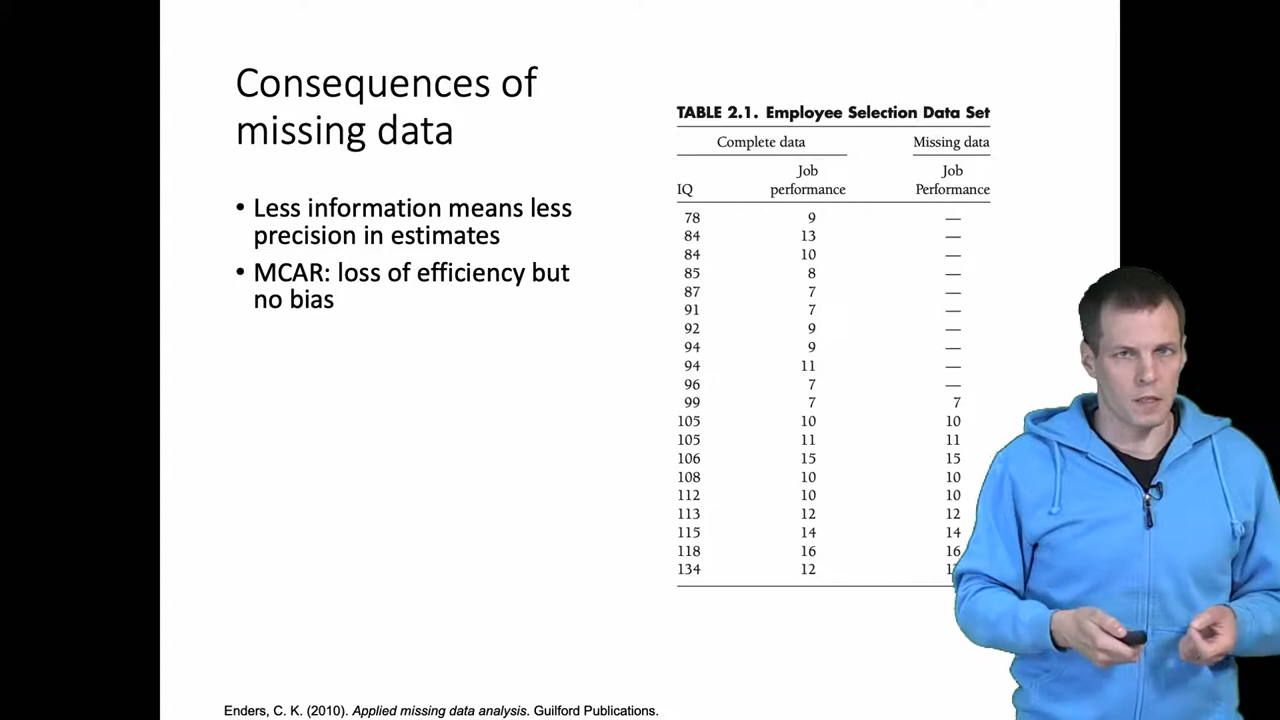 Consequences of
missing data
• Less information means less
precision in estimates
• MCAR: loss of efficiency but
no bias
TABLE 2.1. Employee Selection Data Set
Complete data Missing data
Job Job
IQ performance Performance
78 9 —
84 13 —
84 10 —
85 8 —
87 7 —
91 7 —
92 9 —
94 9 —
94 11 —
96 7 —
99 7 7
105 10 10
105 11 11
106 15 15
108 10 10
112 10 10
113 12 12
115 14 14
118 16 16
134 12
Enders, C. K. (2010). Applied missing data analysis. Guilford Publications.